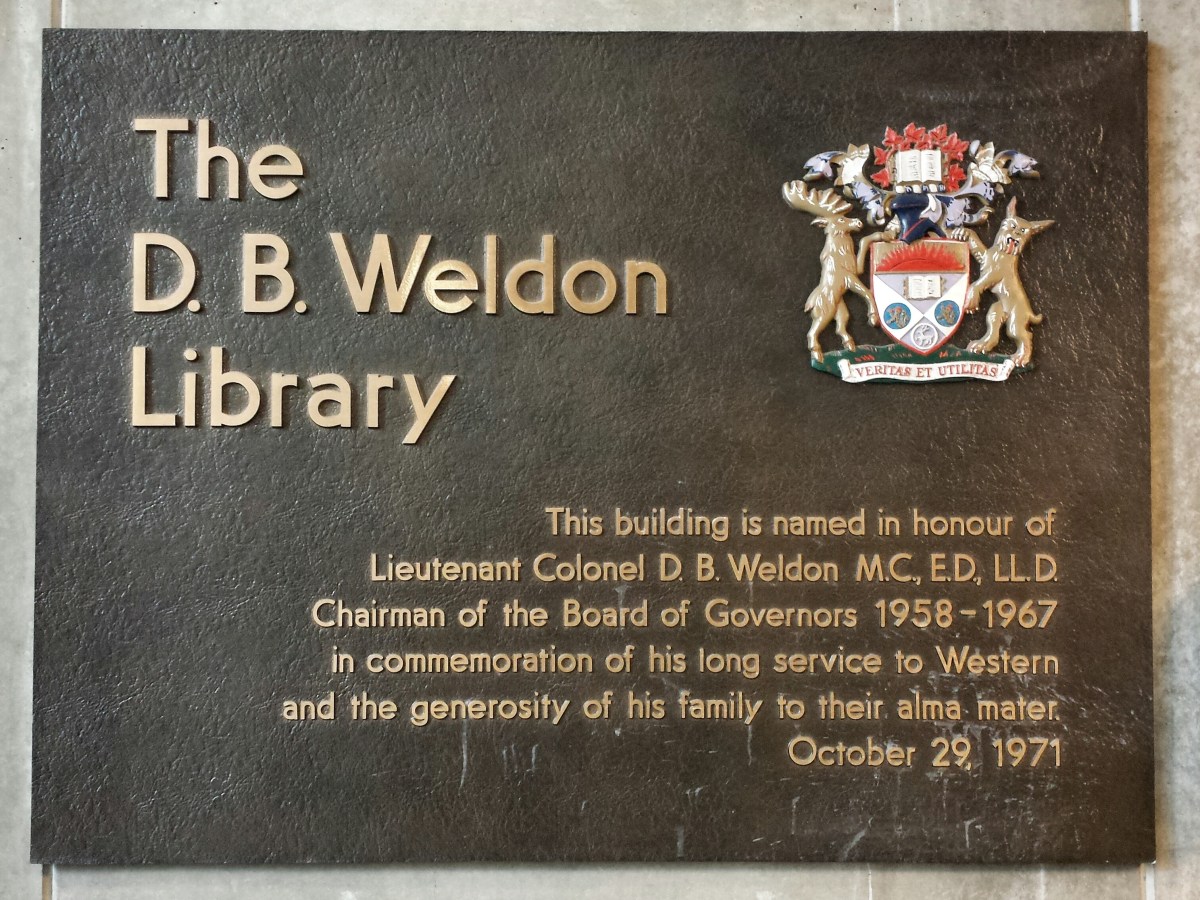 The
D. B. Weldon
Library
VERITAS ET UTILITAS
This building is named in honour of
Lieutenant Colonel D. B. Weldon M.C., E.D., LL.D.
Chairman of the Board of Governors 1958-1967
in commemoration of his long service to Western
and the generosity of his family to their alma mater.
October 29, 1971